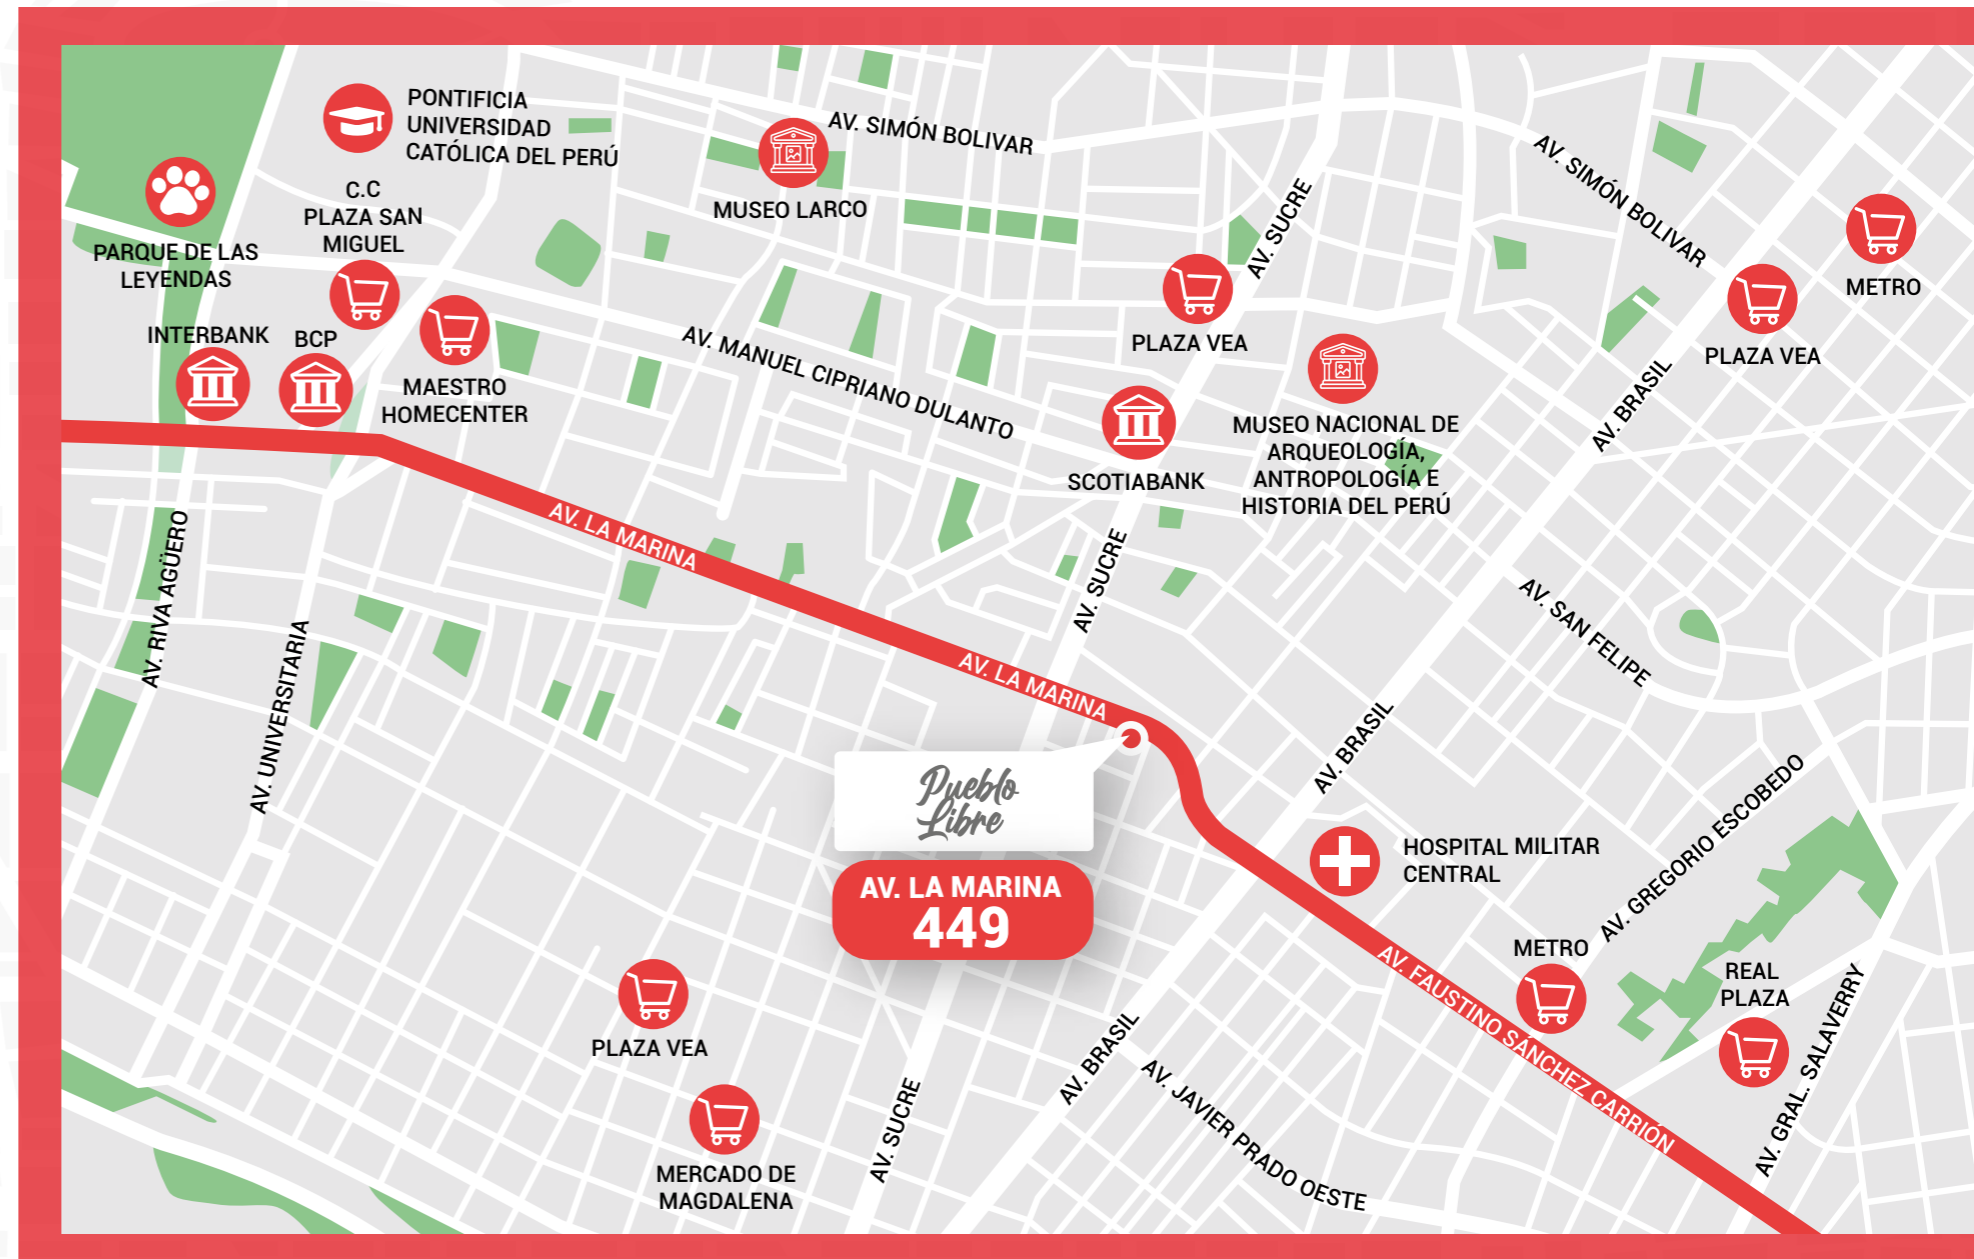 PONTIFICIA
UNIVERSIDAD
CATÓLICA DEL PERÚ
AV. SIMÓN BOLIVAR
MUSEO LARCO
AV. SIMÓN BOLIVAR
C.C
PLAZA SAN
MIGUEL
AV. SUCRE
PARQUE DE LAS
LEYENDAS
METRO
INTERBANK
BCP
PLAZA VEA
PLAZA VEA
AV. MANUEL CIPRIANO DULANTO
MAESTRO
HOMECENTER
AV. BRASIL
MUSEO NACIONAL DE
ARQUEOLOGÍA,
ANTROPOLOGÍA E
HISTORIA DEL PERÚ
SCOTIABANK
AV. LA MARINA
AV. RIVA AGÜERO
AV. SUCRE
AV. SAN FELIPE
AV. UNIVERSITARIA
AV. LA MARINA
AV. BRASIL
Pueblo
Libre
AV. LA MARINA
449
HOSPITAL MILITAR
CENTRAL
AV. GREGORIO ESCOBEDO
METRO
REAL
PLAZA
AV. FAUSTINO SÁNCHEZ CARRIÓN
AV. GRAL. SALAVERRY
PLAZA VEA
AV. BRASIL
AV. JAVIER PRADO OESTE
AV. SUCRE
MERCADO DE
MAGDALENA